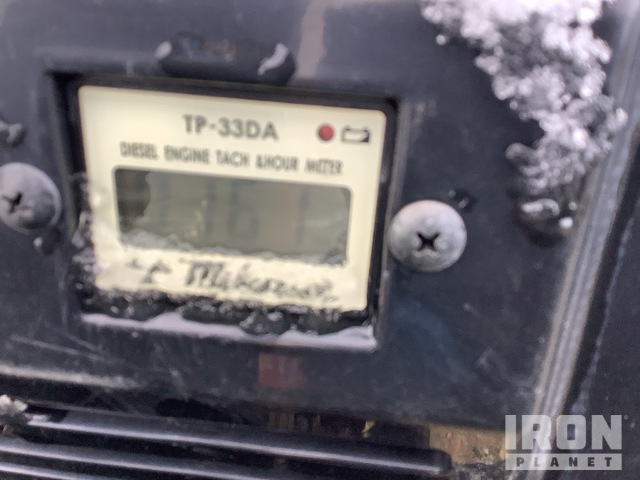 TP-33DA
DIESEL ENGINE TACH &HOUR METER
IRON
PLANET